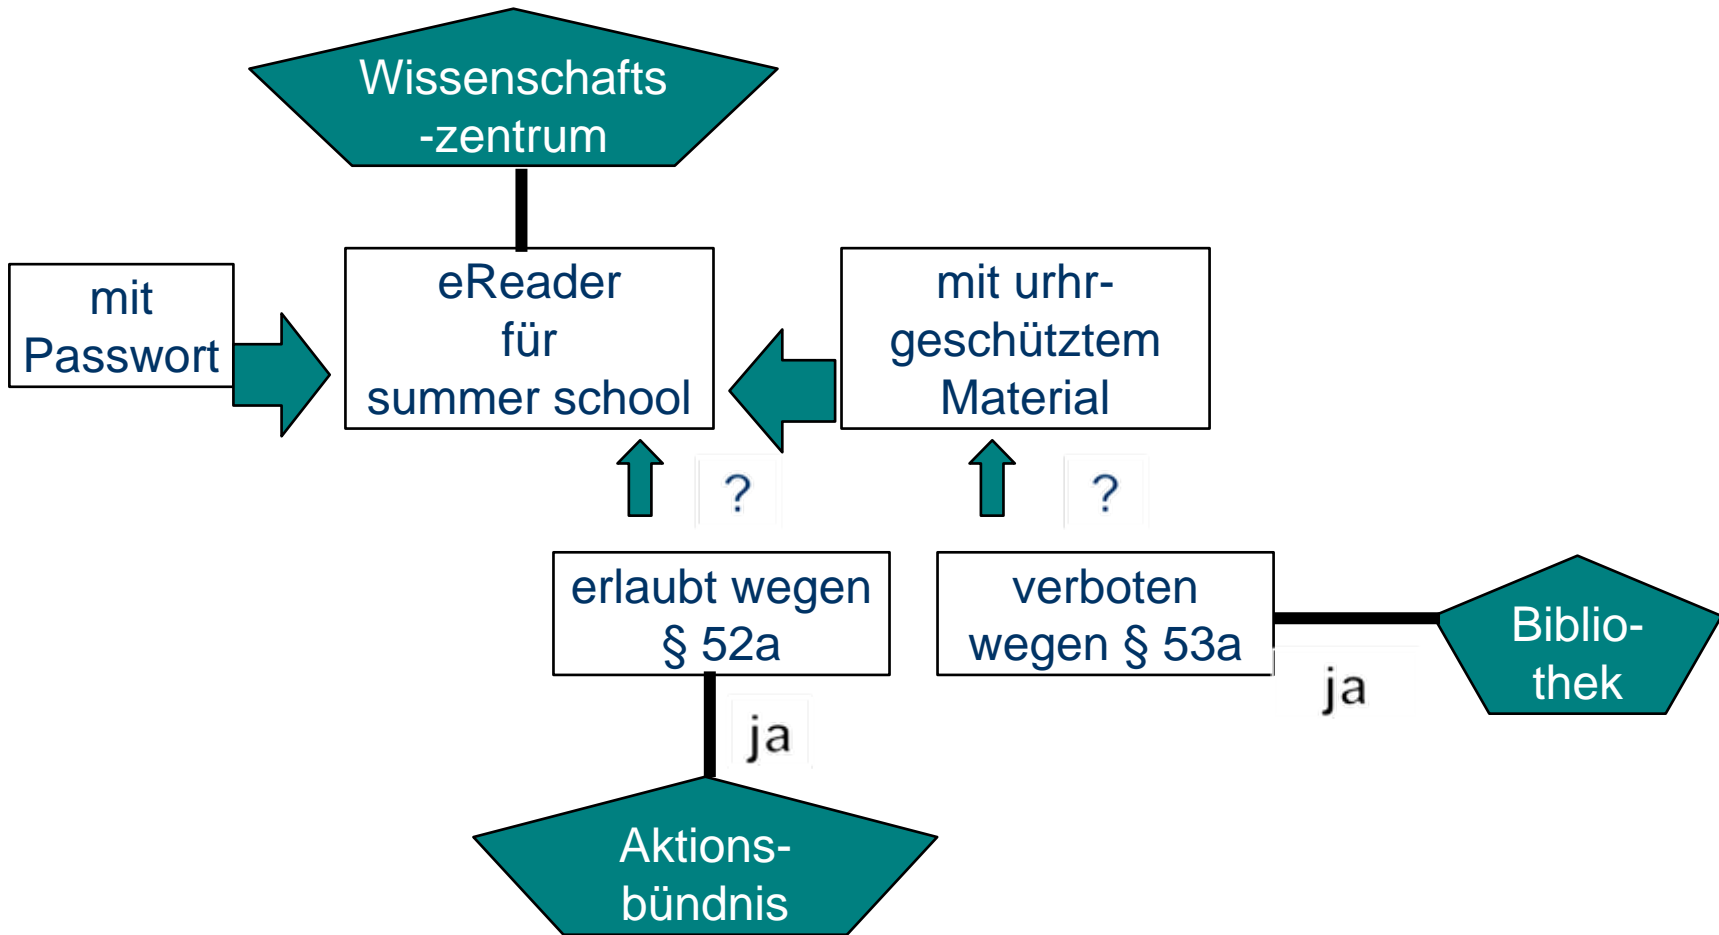 Wissenschafts
-zentrum
mit
Passwort
eReader
für
summer school
mit urhr-
geschütztem
Material
?
?
erlaubt wegen
§ 52a
verboten
wegen § 53a
ja
Biblio-
thek
ja
Aktions-
bündnis